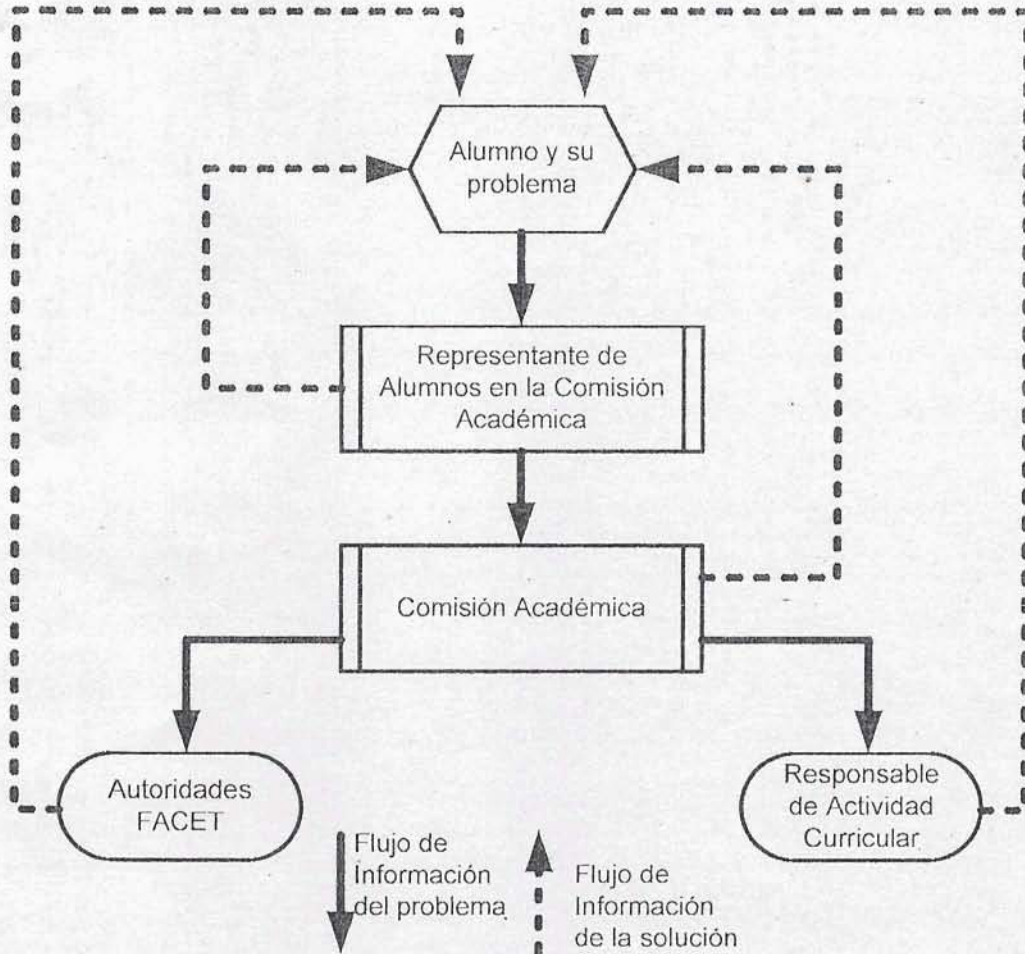 Alumno y su
problema
Representante de
Alumnos en la Comisión
Académica
Comisión Académica
Autoridades
FACET
Responsable
de Actividad
Curricular
Flujo de
Información
del problema
Flujo de
Información
de la solución